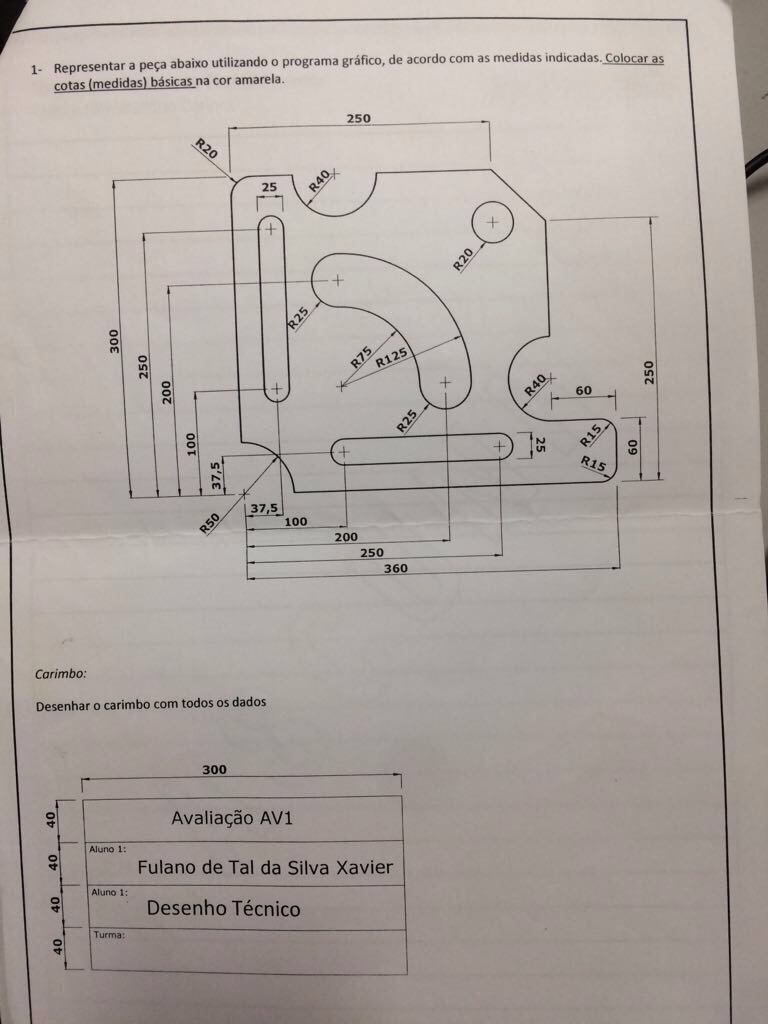 1- Representar a peça abaixo utilizando o programa gráfico, de acordo com as medidas indicadas. Colocar as
cotas (medidas) básicas na cor amarela.
250
R20
25
R40
R20
300
250
200
100
37,5
R25
R75
R125
R25
R40
60
250
R15
R15
60
25
R50
37,5
100
200
250
360
Carimbo:
Desenhar o carimbo com todos os dados
300
40
Avaliação AV1
40
Aluno 1:
Fulano de Tal da Silva Xavier
40
Aluno 1:
Desenho Técnico
40
Turma: